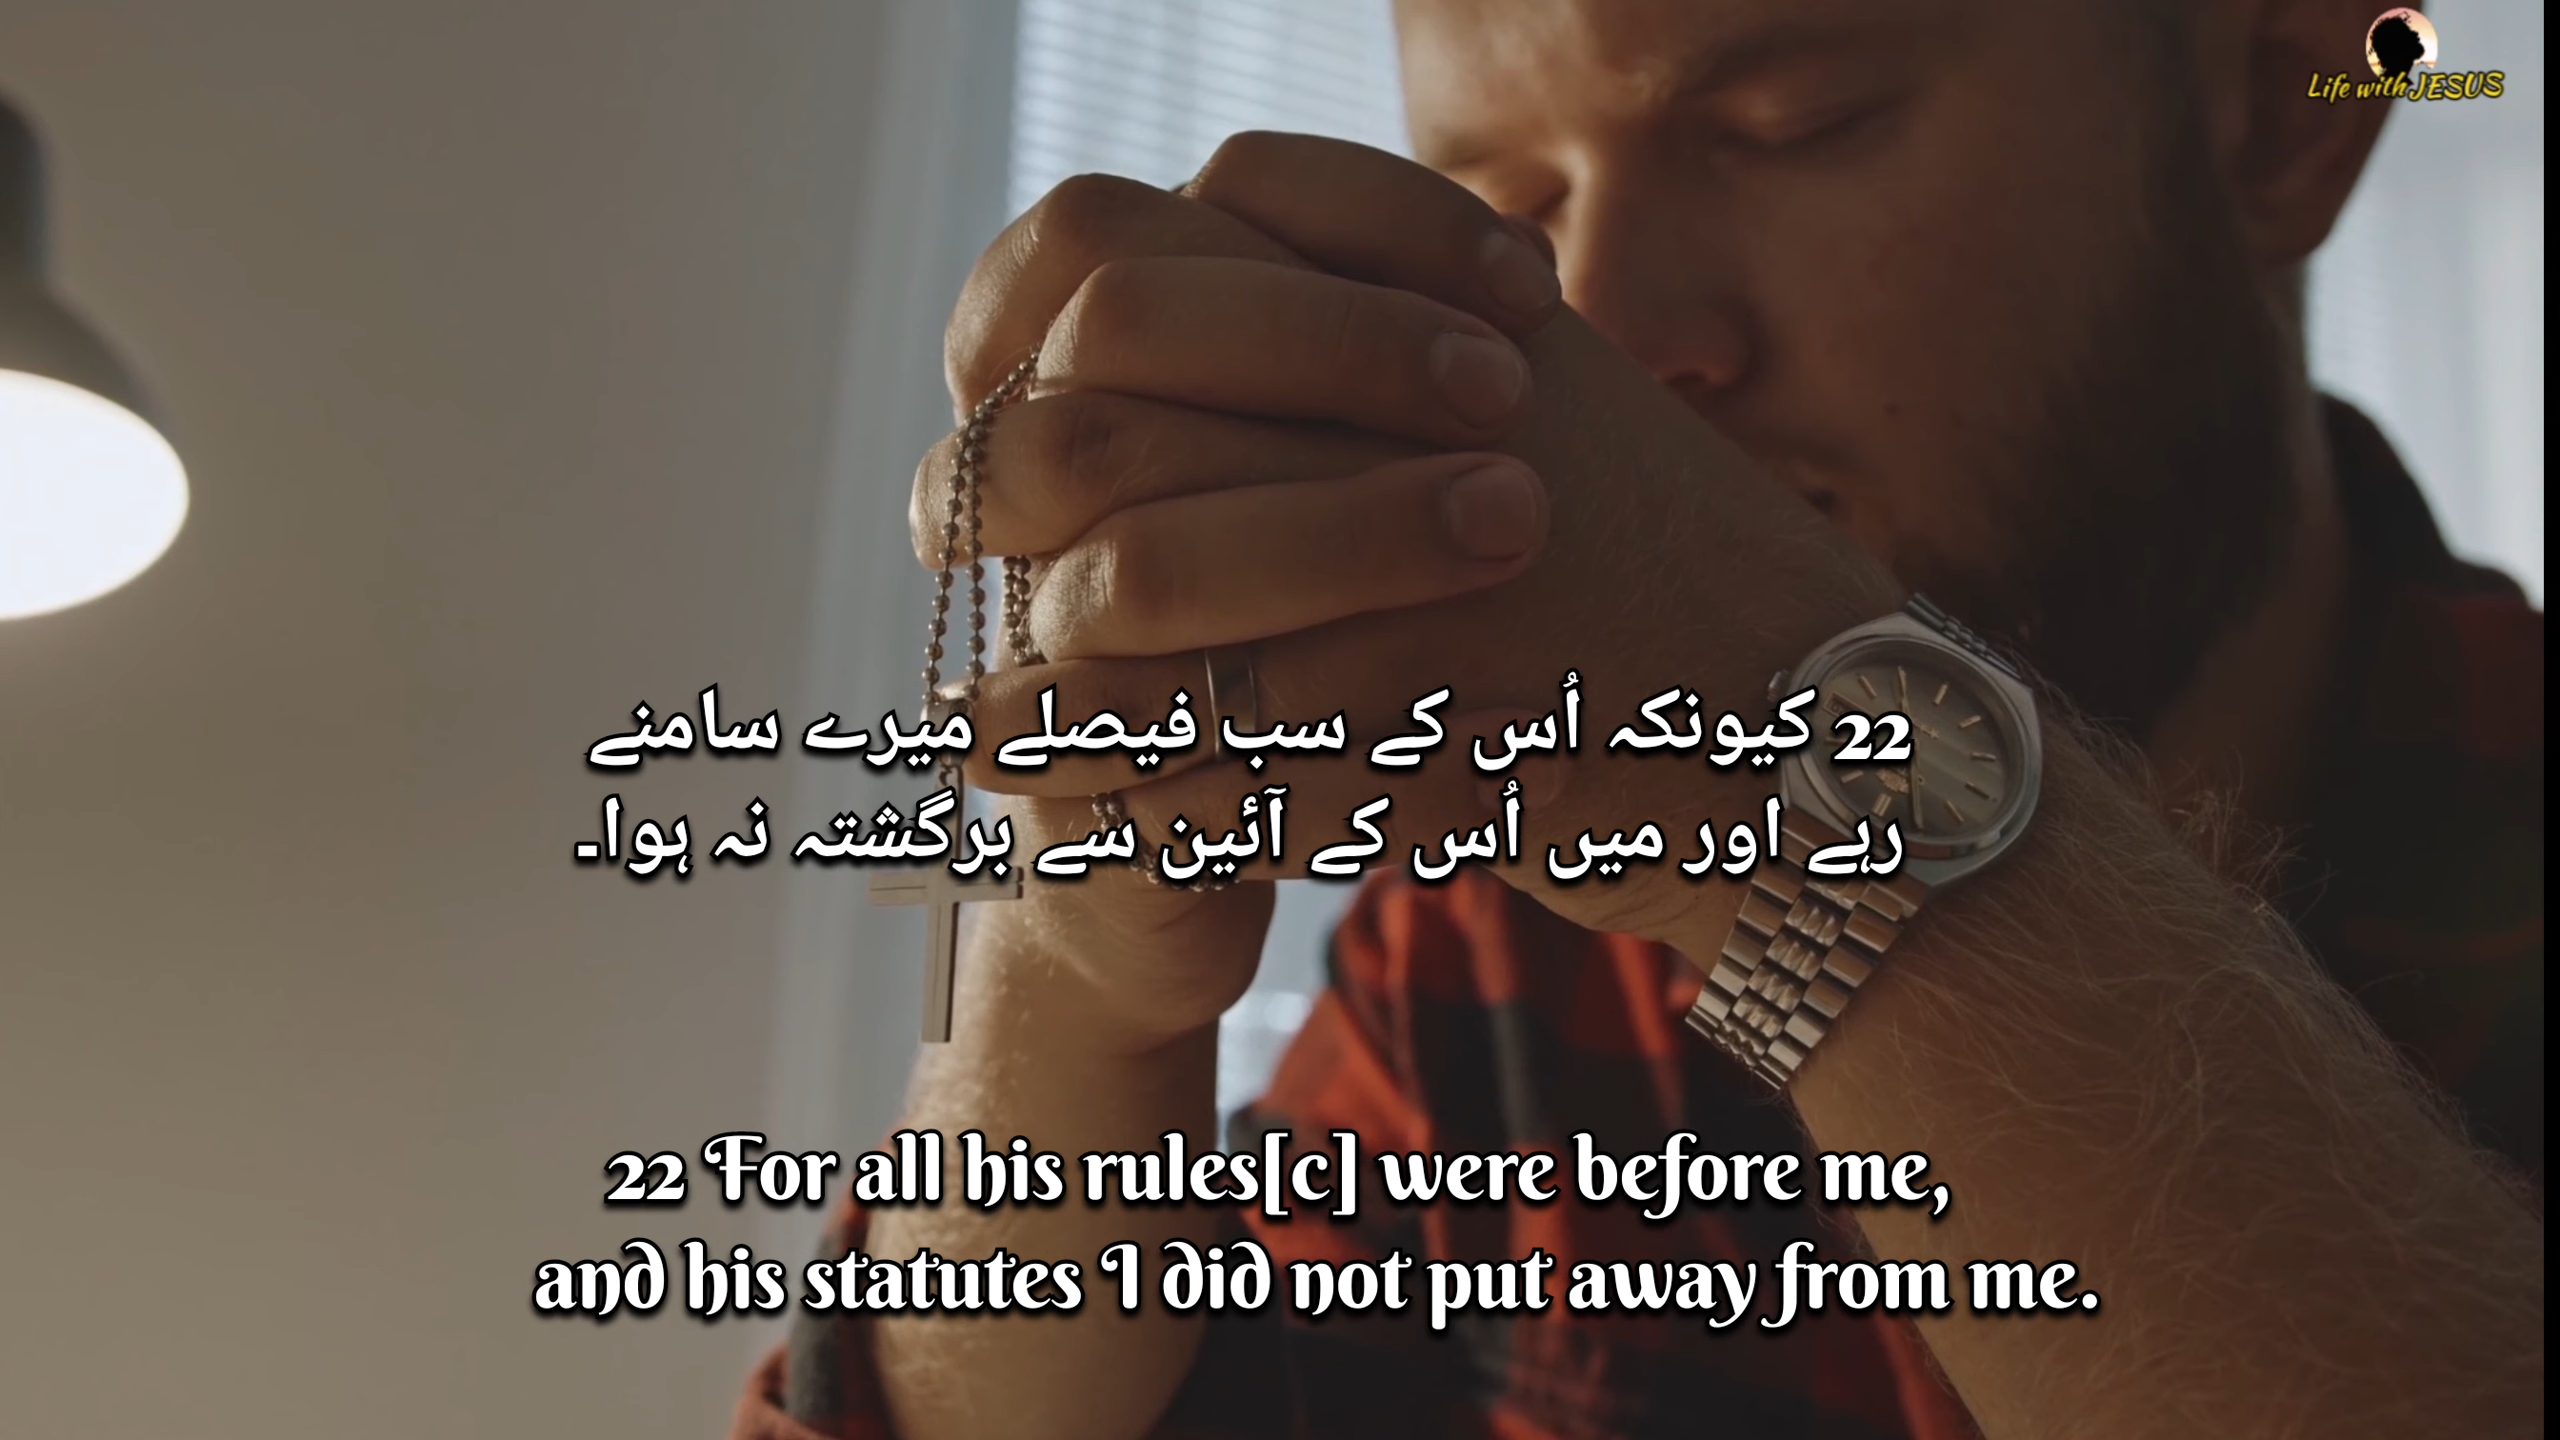 Life with JESUS
22 کیونکہ اُس کے سب فیصلے میرے سامنے
رہے اور میں اُس کے آئین سے برگشتہ نہ ہوا۔
22 For all his rules[c] were before me,
and his statutes I did not put away from me.